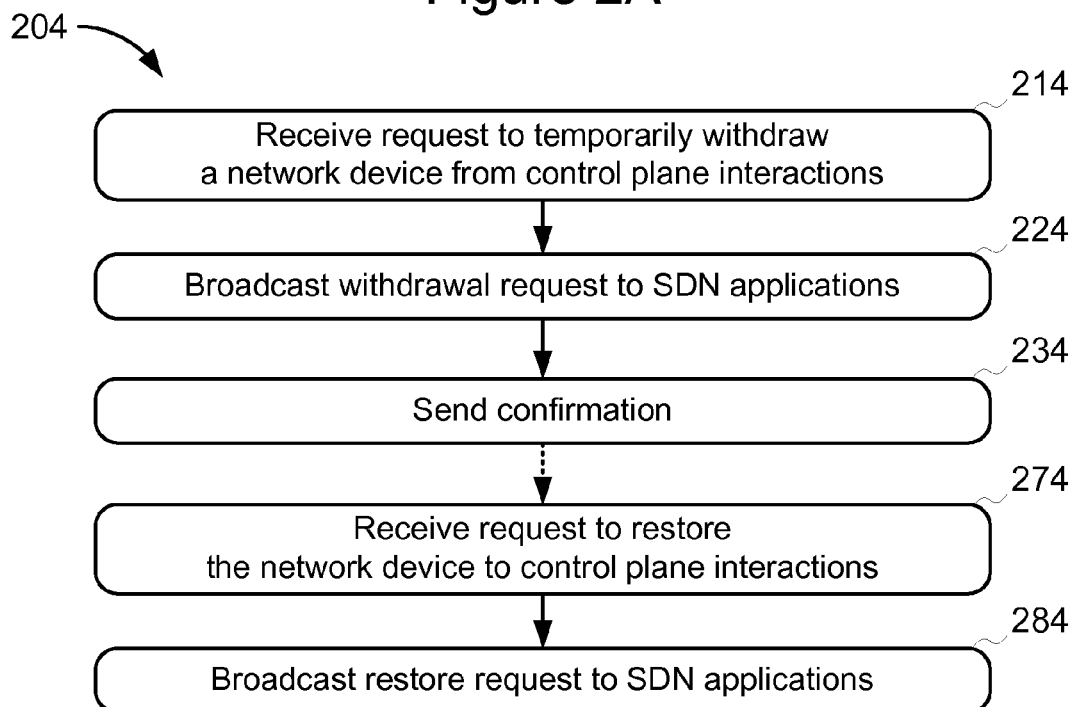 Figure 2A
204
214
Receive request to temporarily withdraw
a network device from control plane interactions
224
Broadcast withdrawal request to SDN applications
234
Send confirmation
274
Receive request to restore
the network device to control plane interactions
284
Broadcast restore request to SDN applications